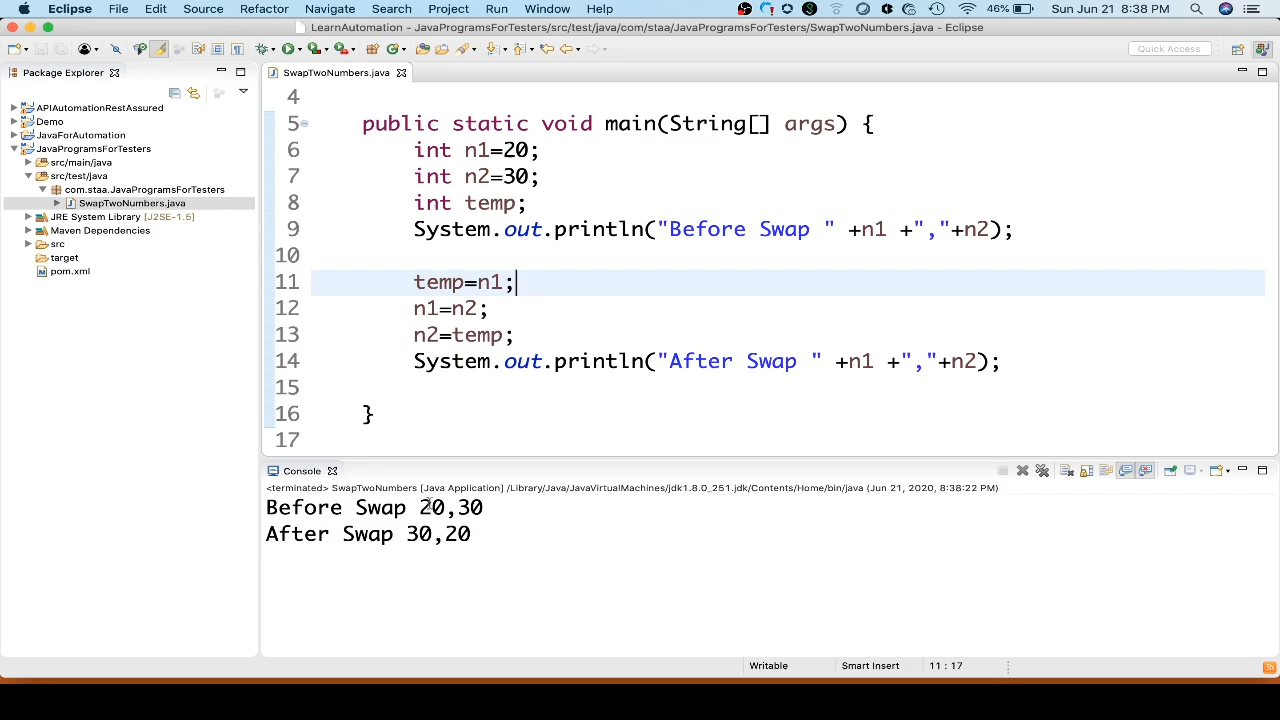 Eclipse File Edit Source Refactor Navigate Search Project Run Window Help 46% Sun Jun 21 8:38 PM
LearnAutomation - JavaProgramsForTesters/src/test/java/com/staa/JavaProgramsForTesters/SwapTwoNumbers.java - Eclipse
Quick Access
Package Explorer
APIAutomationRestAssured
Demo
JavaForAutomation
JavaProgramsForTesters
src/main/java
src/test/java
com.staa.JavaProgramsForTesters
SwapTwoNumbers.java
JRE System Library [J2SE-1.5]
Maven Dependencies
src
target
pom.xml
SwapTwoNumbers.java
4
5 public static void main(String[] args) {
6 int n1=20;
7 int n2=30;
8 int temp;
9 System.out.println("Before Swap " +n1 +","+n2);
10
11 temp=n1;
12 n1=n2;
13 n2=temp;
14 System.out.println("After Swap " +n1 +","+n2);
15
16 }
17
Console
<terminated> SwapTwoNumbers [Java Application] /Library/Java/JavaVirtualMachines/jdk1.8.0_251.jdk/Contents/Home/bin/java (Jun 21, 2020, 8:38:22 PM)
Before Swap 20,30
After Swap 30,20
Writable Smart Insert 11 : 17